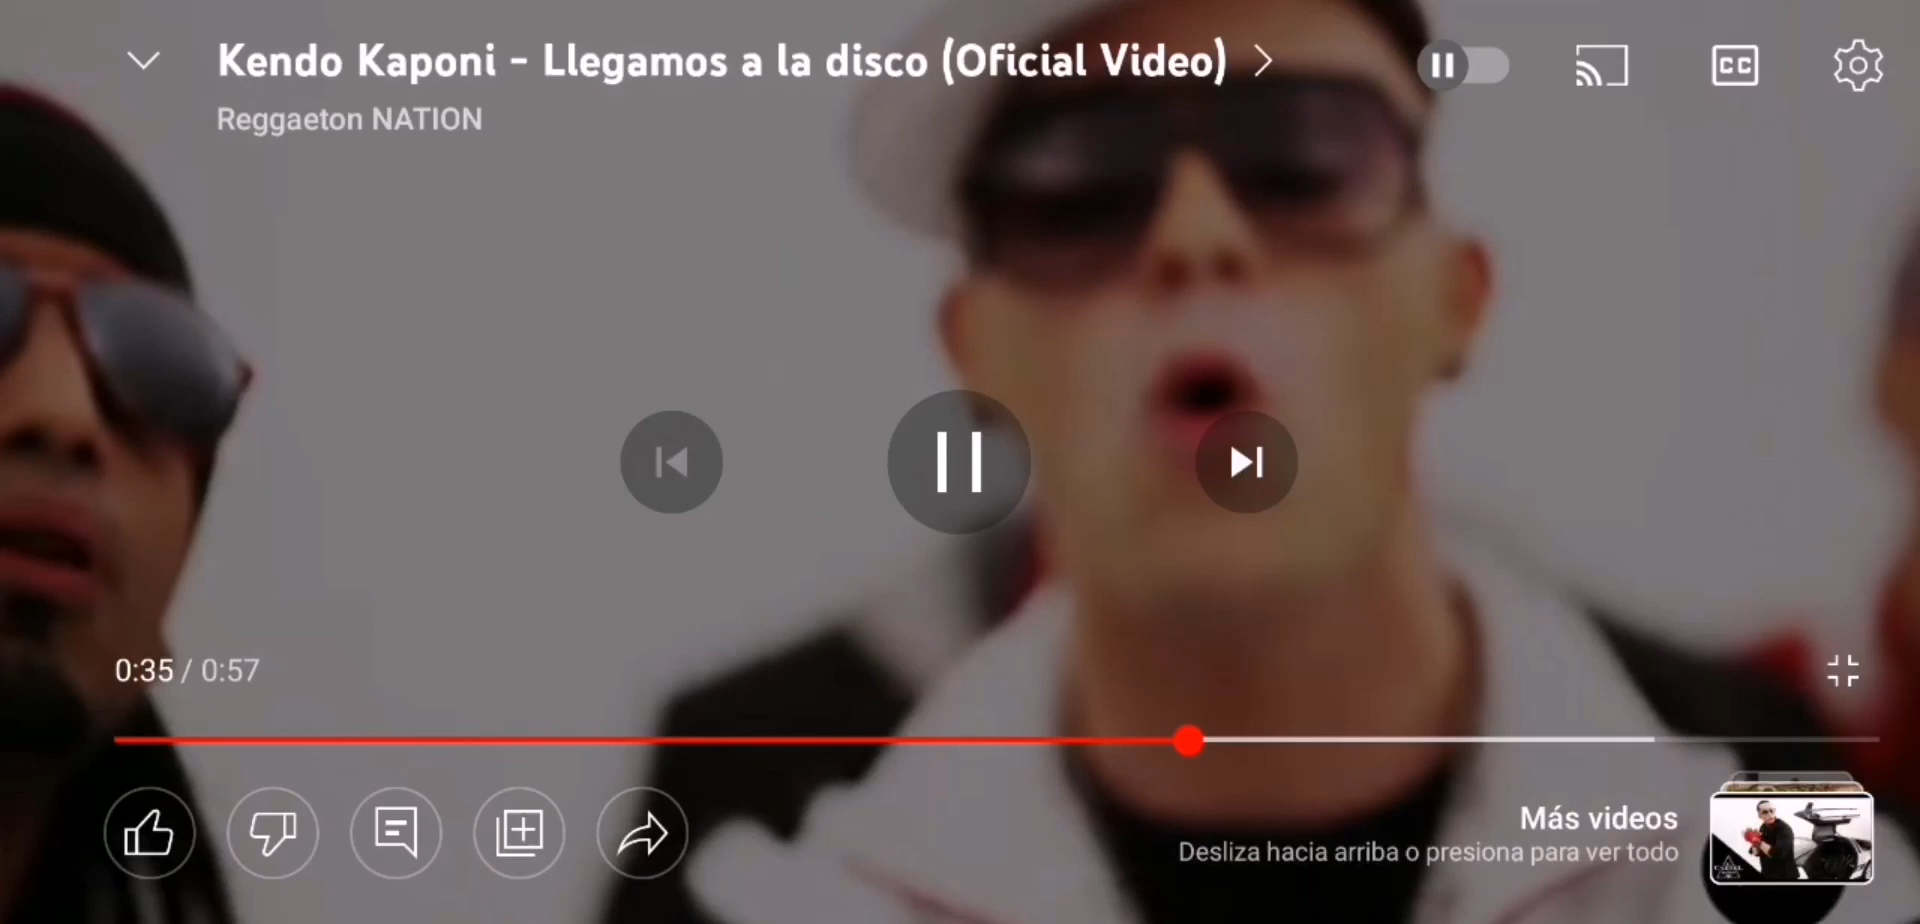 Kendo Kaponi - Llegamos a la disco (Oficial Video)
Reggaeton NATION
CC
0:35 / 0:57
Más videos
Desliza hacia arriba o presiona para ver todo